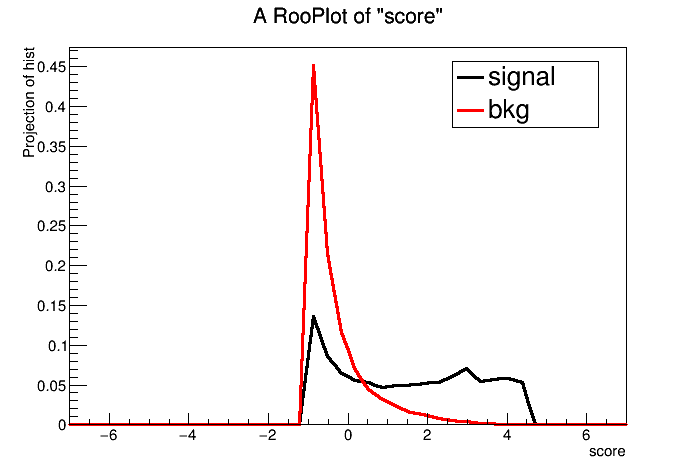 A RooPlot of "score"
Projection of hist
signal
bkg
0.45
0.4
0.35
0.3
0.25
0.2
0.15
0.1
0.05
0
−6 −4 −2 0 2 4 6
score